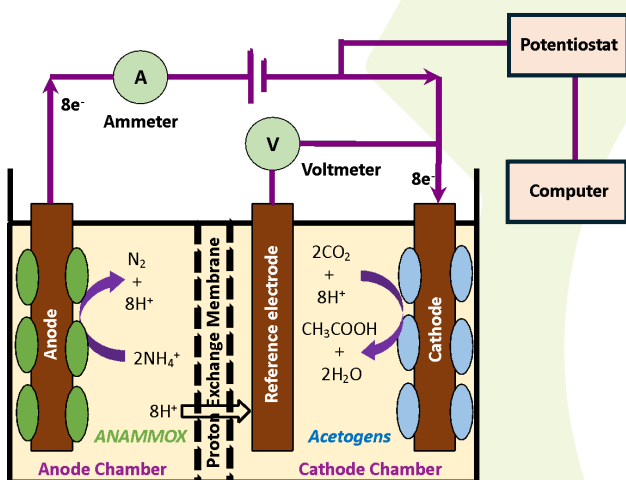 Potentiostat
A
8e⁻
Ammeter
V
Voltmeter
8e⁻
Computer
N₂
+
8H⁺
2NH₄⁺
Anode
8H⁺
ANAMMOX
Anode Chamber
Proton Exchange Membrane
Reference electrode
2CO₂
+
8H⁺
CH₃COOH
+
2H₂O
Cathode
Acetogens
Cathode Chamber